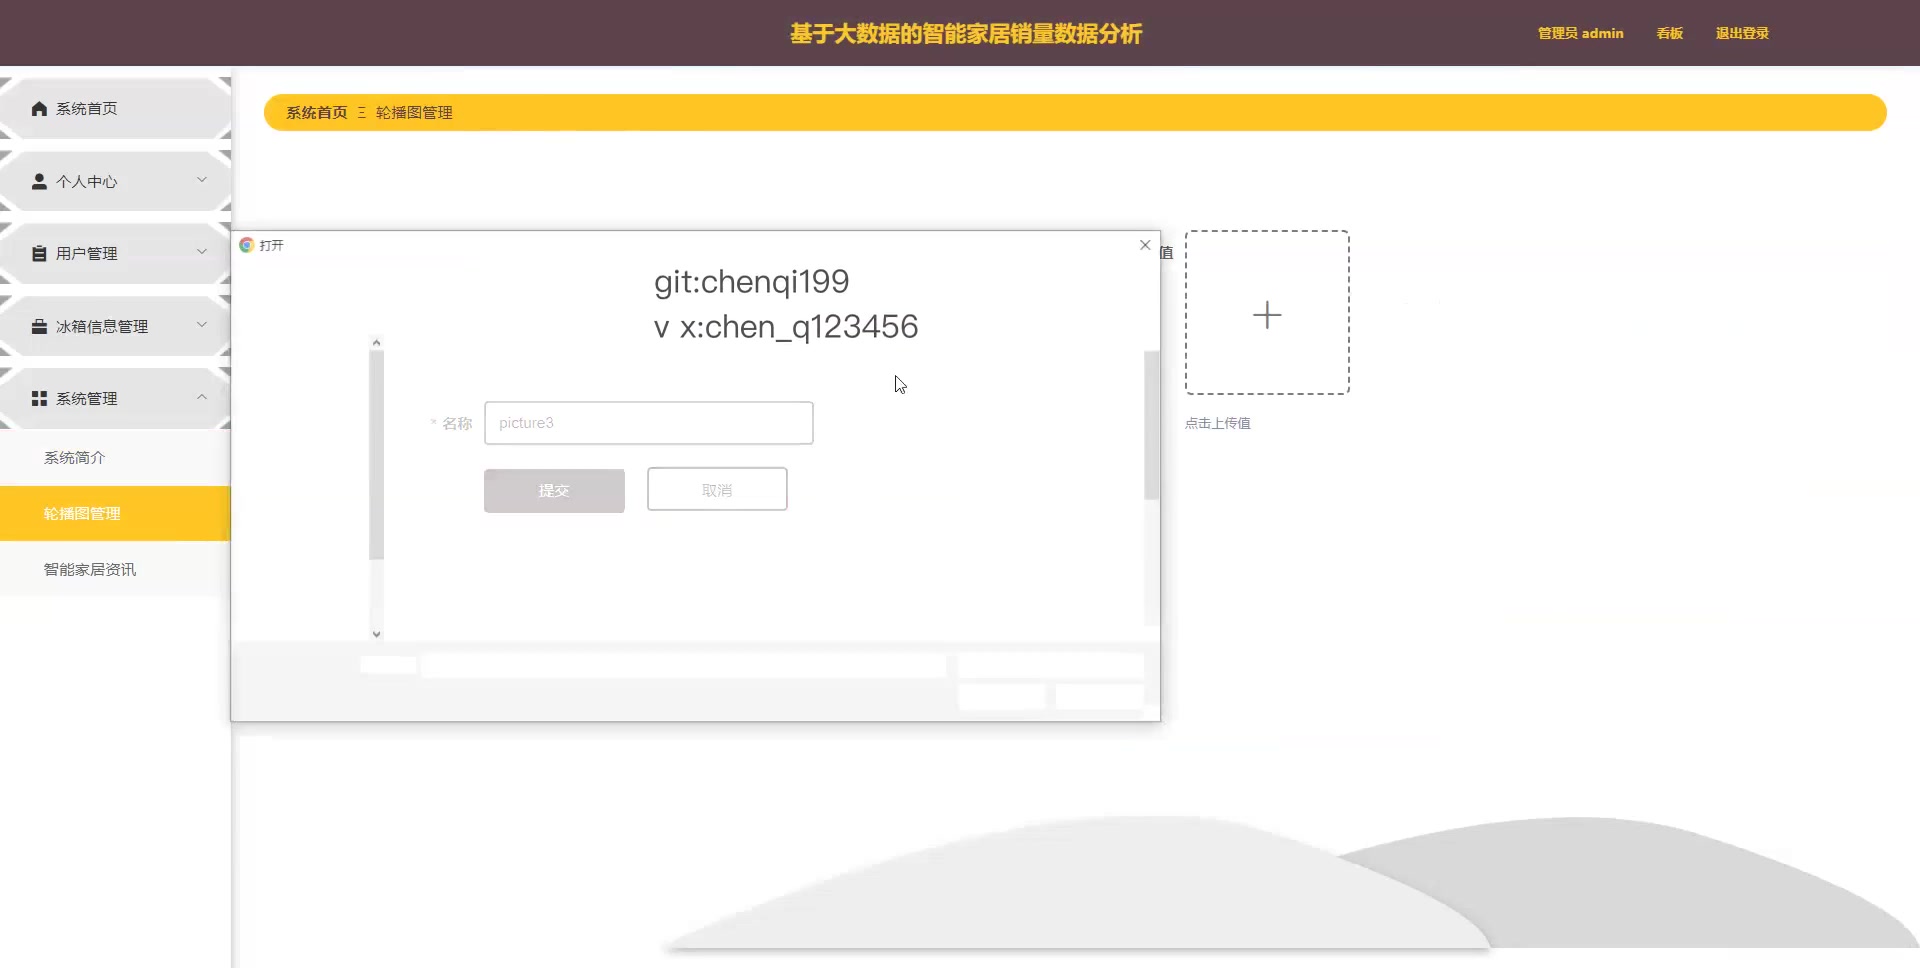 基于大数据的智能家居销量数据分析
管理员 admin
看板
退出登录
系统首页
个人中心
用户管理
冰箱信息管理
系统管理
系统简介
轮播图管理
智能家居资讯
系统首页 Ξ 轮播图管理
打开
git:chenqi199
v x:chen_q123456
* 名称 picture3
提交 取消
值
点击上传值